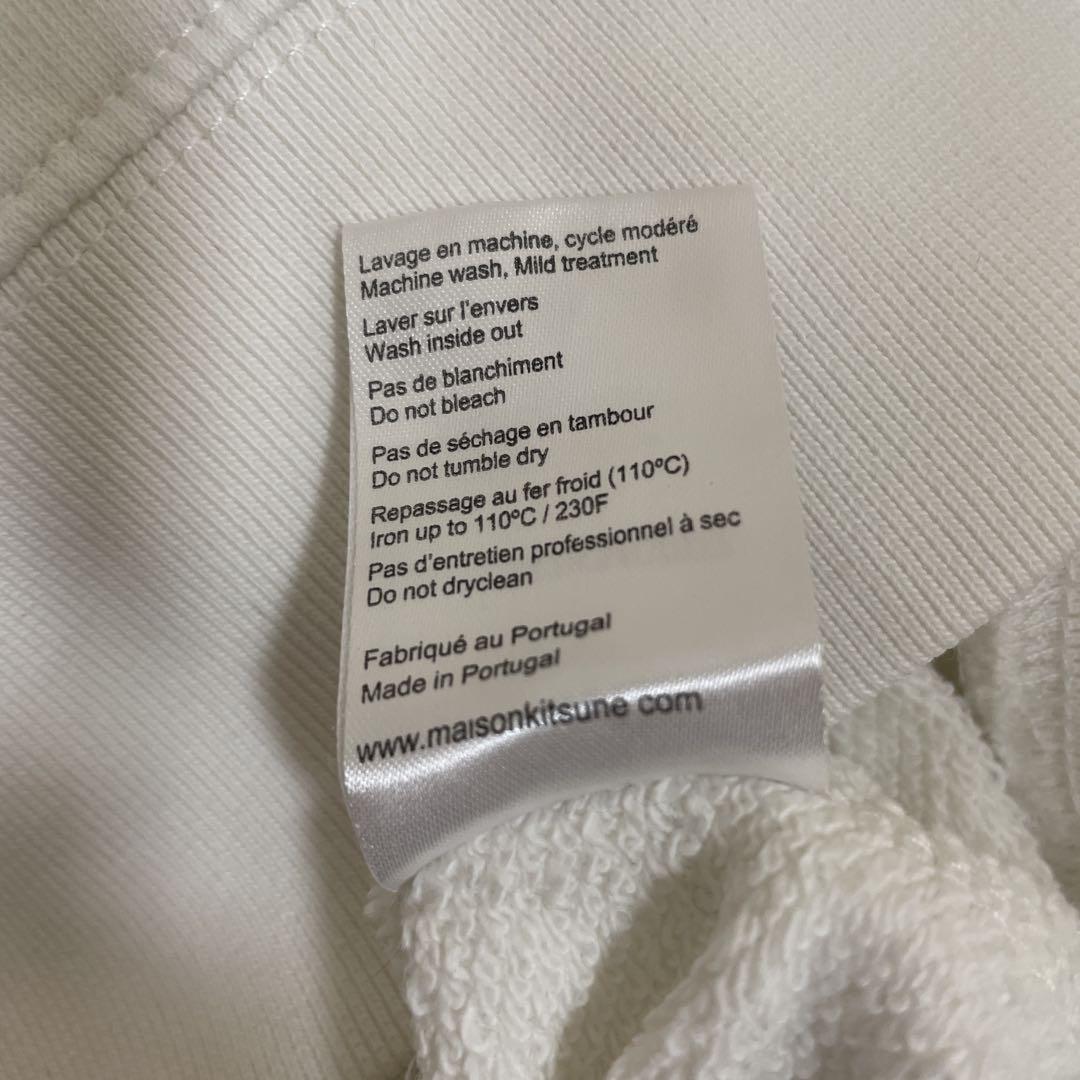 Lavage en machine, cycle modéré
Machine wash, Mild treatment
Laver sur l'envers
Wash inside out
Pas de blanchiment
Do not bleach
Pas de séchage en tambour
Do not tumble dry
Repassage au fer froid (110ºC)
Iron up to 110ºC / 230F
Pas d'entretien professionnel à sec
Do not dryclean
Fabriqué au Portugal
Made in Portugal
www.maisonkitsune com